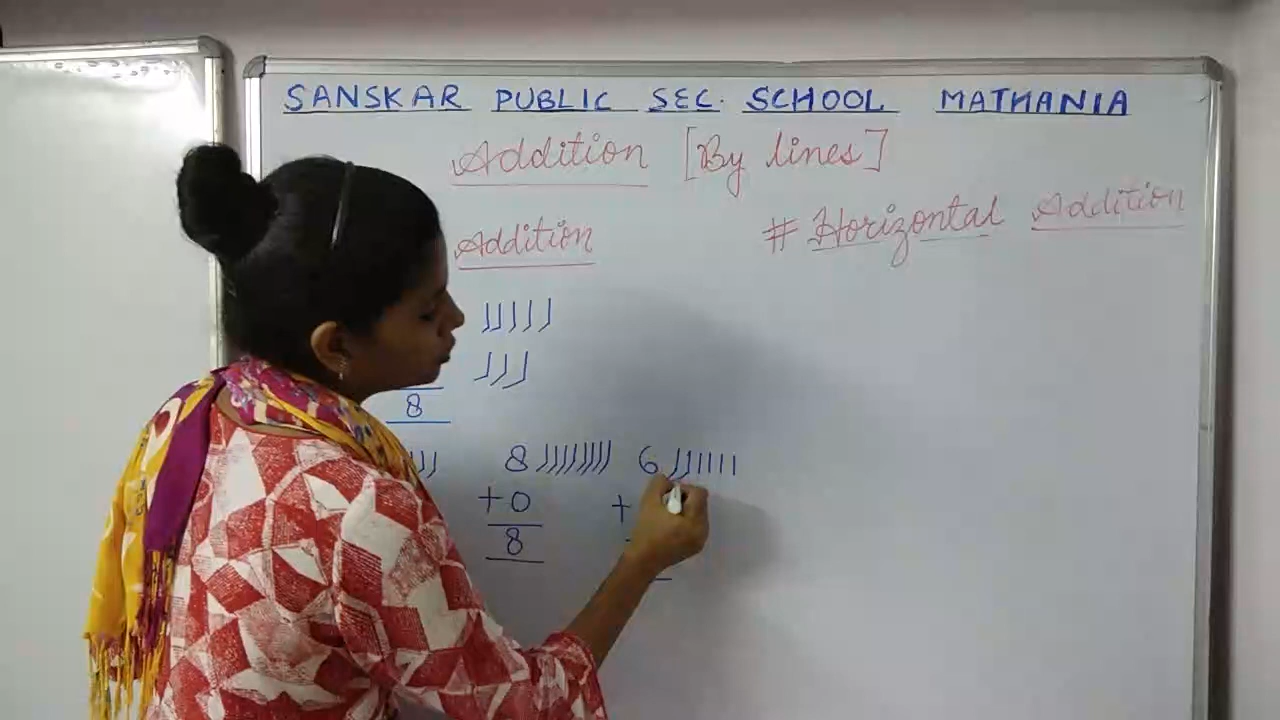 SANSKAR PUBLIC SEC. SCHOOL MATHANIA
Addition [By lines]
Addition
# Horizontal Addition
8
8 6
+0 +
8